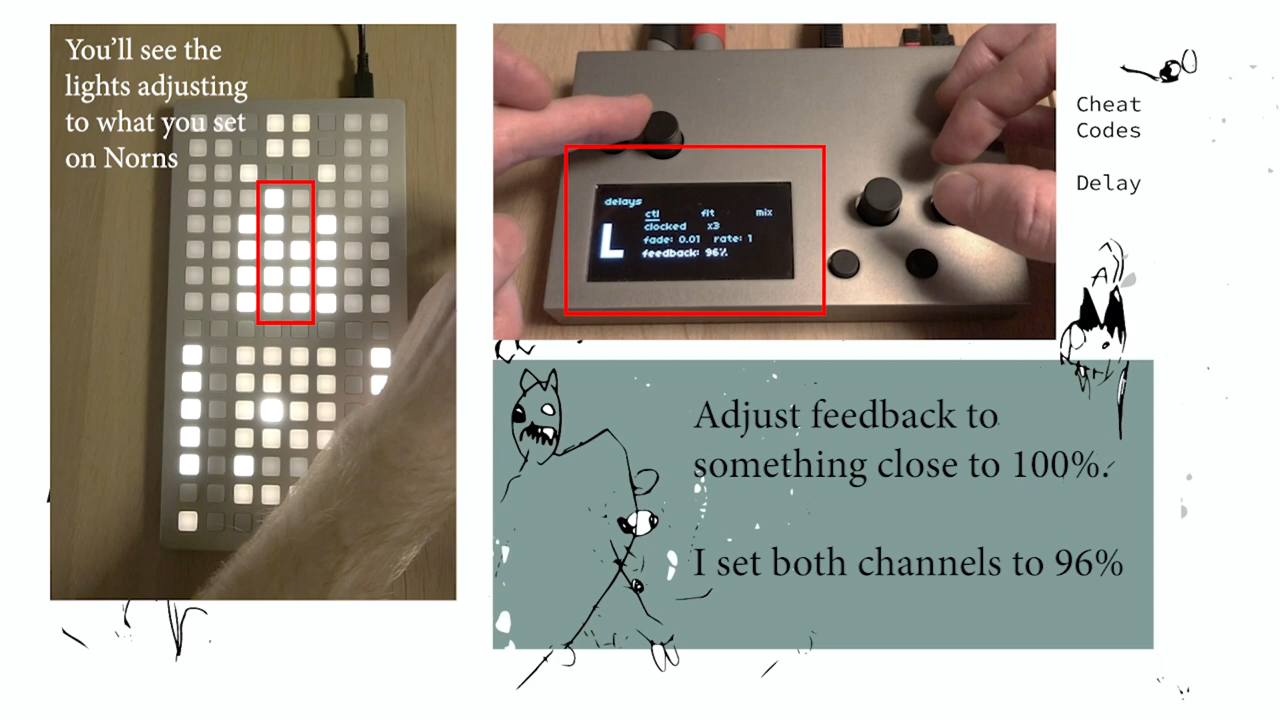 You’ll see the
lights adjusting
to what you set
on Norns
delays
ctl flt mix
clocked x3
L
fade: 0.01 rate: 1
feedback: 96%
Cheat
Codes
Delay
Adjust feedback to
something close to 100%.
I set both channels to 96%